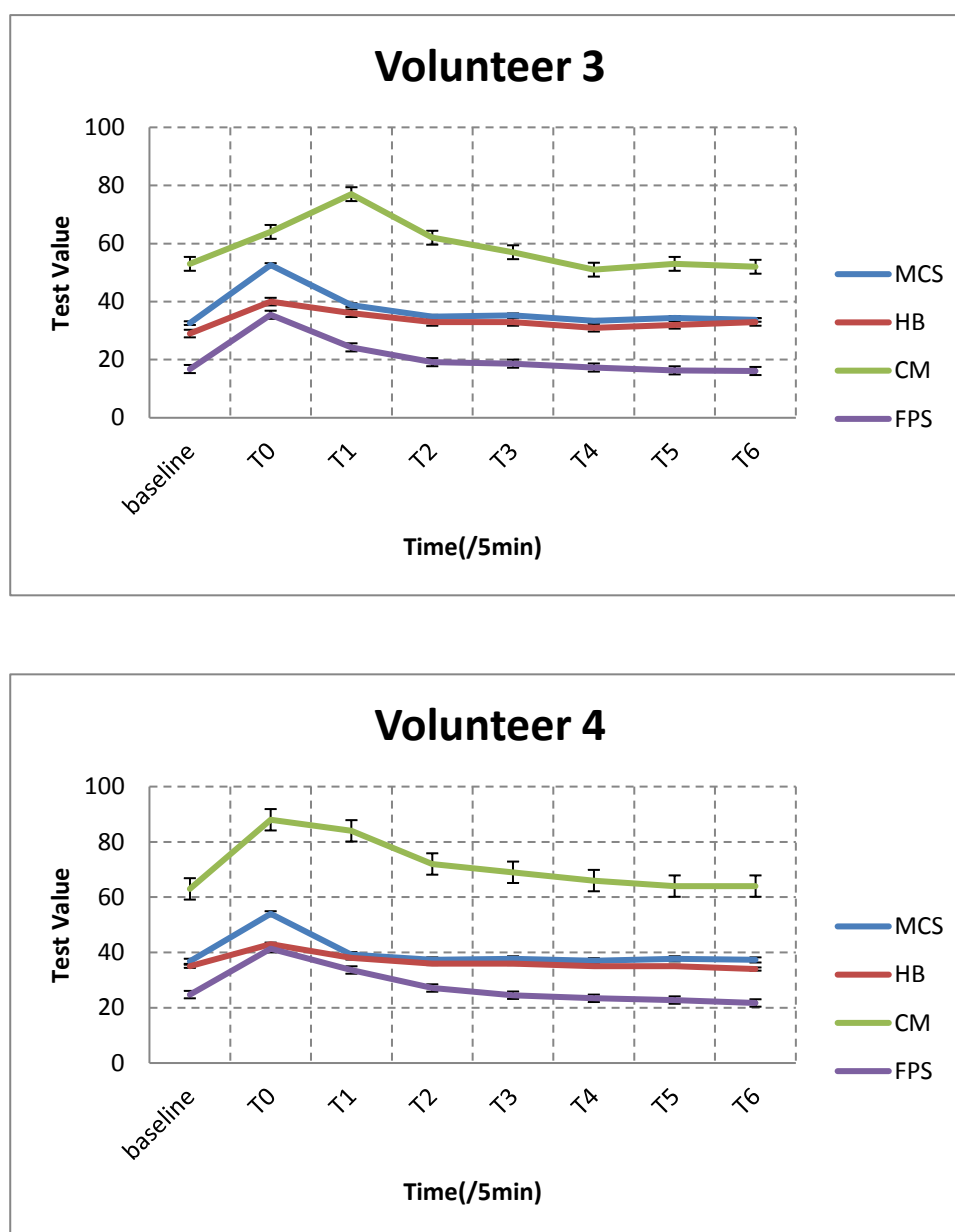 Volunteer 3
100
80
60
40
20
0
Test Value
baseline
T0
T1
T2
T3
T4
T5
T6
Time(/5min)
MCS
HB
CM
FPS
Volunteer 4
100
80
60
40
20
0
Test Value
baseline
T0
T1
T2
T3
T4
T5
T6
Time(/5min)
MCS
HB
CM
FPS